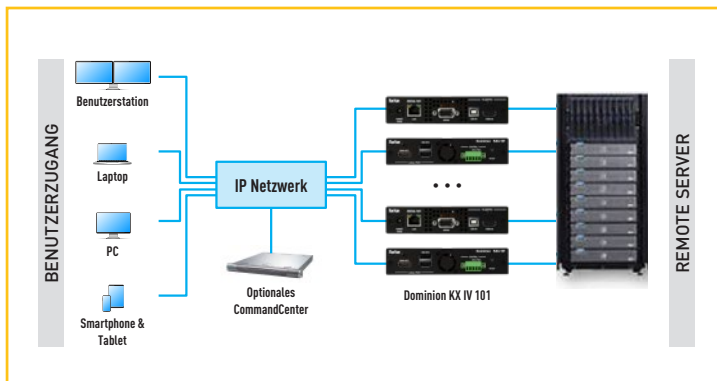 BENUTZERZUGANG
Benutzerstation
Laptop
PC
Smartphone &
Tablet
IP Netzwerk
Optionales
CommandCenter
• • •
Dominion KX IV 101
REMOTE SERVER